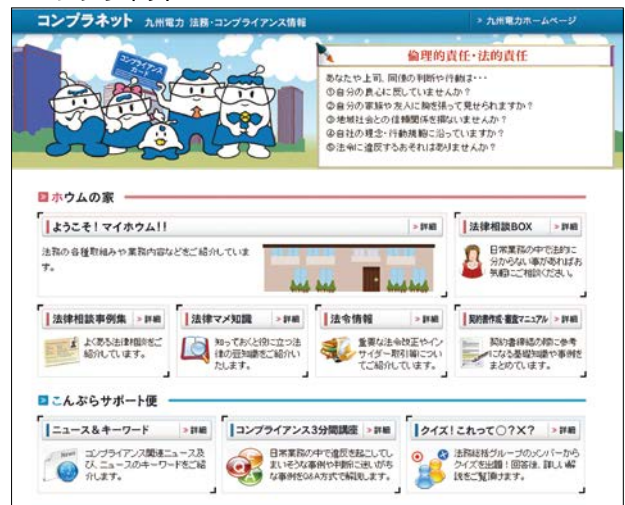 コンプラネット 九州電力 法務・コンプライアンス情報
> 九州電力ホームページ
コンプライアンス
カード
倫理的責任・法的責任
あなたや上司、同僚の判断や行動は・・・
①自分の良心に反していませんか?
②自分の家族や友人に胸を張って見せられますか?
③地域社会との信頼関係を損ないませんか?
④自社の理念・行動規範に沿っていますか?
⑤法令に違反するおそれはありませんか?
ホウムの家
ようこそ!マイホウム!!
> 詳細
法務の各種取組みや業務内容などをご紹介していま
す。
法律相談BOX > 詳細
日常業務の中で法的に
分からない事があればお
気軽にご相談ください。
法律相談事例集 > 詳細
よくある法律相談をご
紹介しています。
法律マメ知識 > 詳細
知っておくと役に立つ法
律の豆知識をご紹介い
たします。
法令情報 > 詳細
重要な法令改正やイン
サイダー取引等につい
てご紹介しています。
契約書作成・審査マニュアル > 詳細
契約書締結の際に参考
になる基礎知識や事例を
まとめています。
こんぷらサポート便
ニュース&キーワード > 詳細
News
コンプライアンス関連ニュース及
び、ニュースのキーワードをご紹
介します。
コンプライアンス3分間講座 > 詳細
日常業務の中で違反を起こしてし
まいそうな事例や判断に迷いがち
な事例をQ&A方式で解説します。
クイズ!これって○?×? > 詳細
法務総括グループのメンバーから
クイズを出題!回答後、詳しい解
説をご覧頂けます。